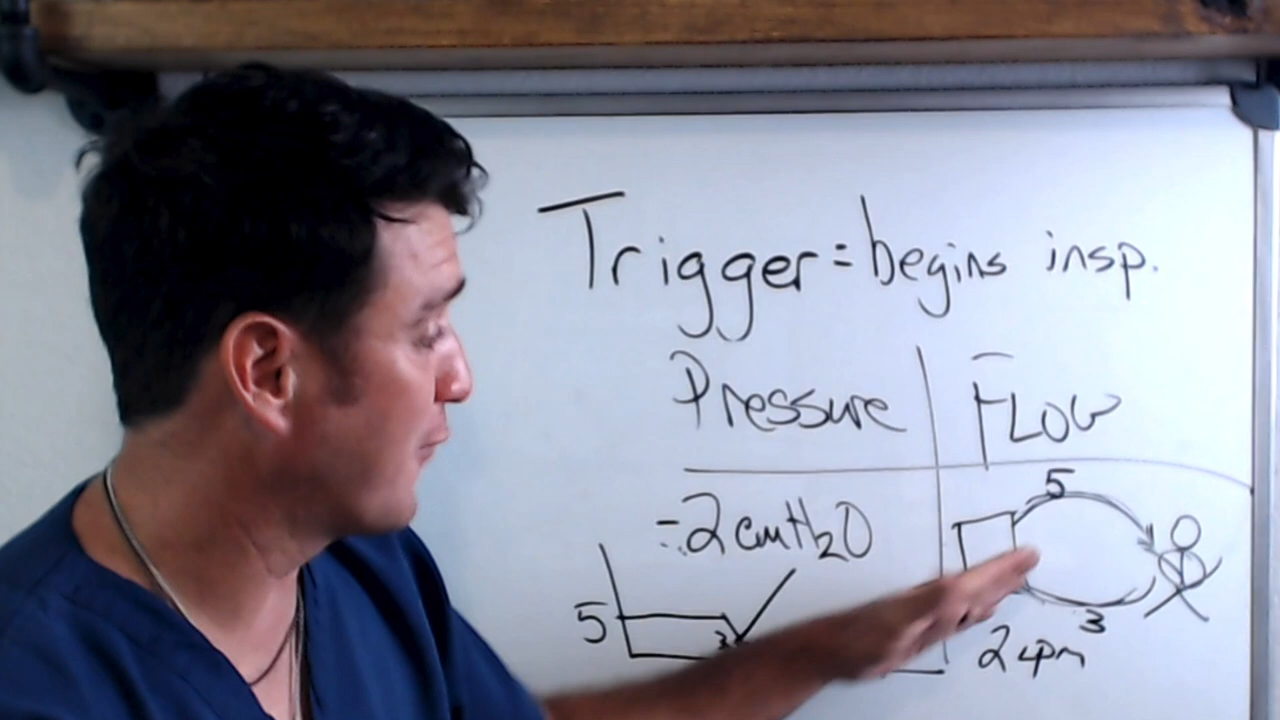 Trigger = begins insp.
Pressure FLOW
-2 cmH2O 5
5 3 3
2 LPM